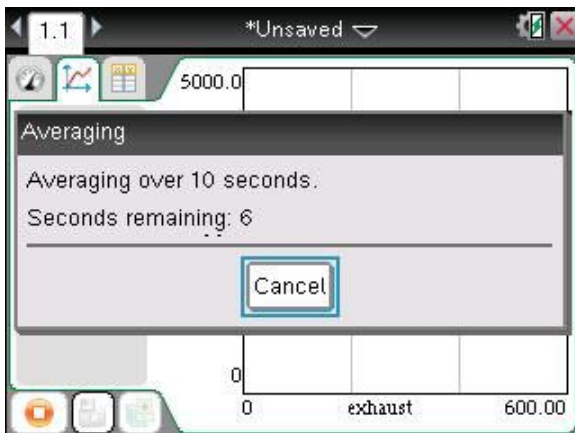 1.1 *Unsaved
5000.0
Averaging
Averaging over 10 seconds.
Seconds remaining: 6
Cancel
0
0 exhaust 600.00